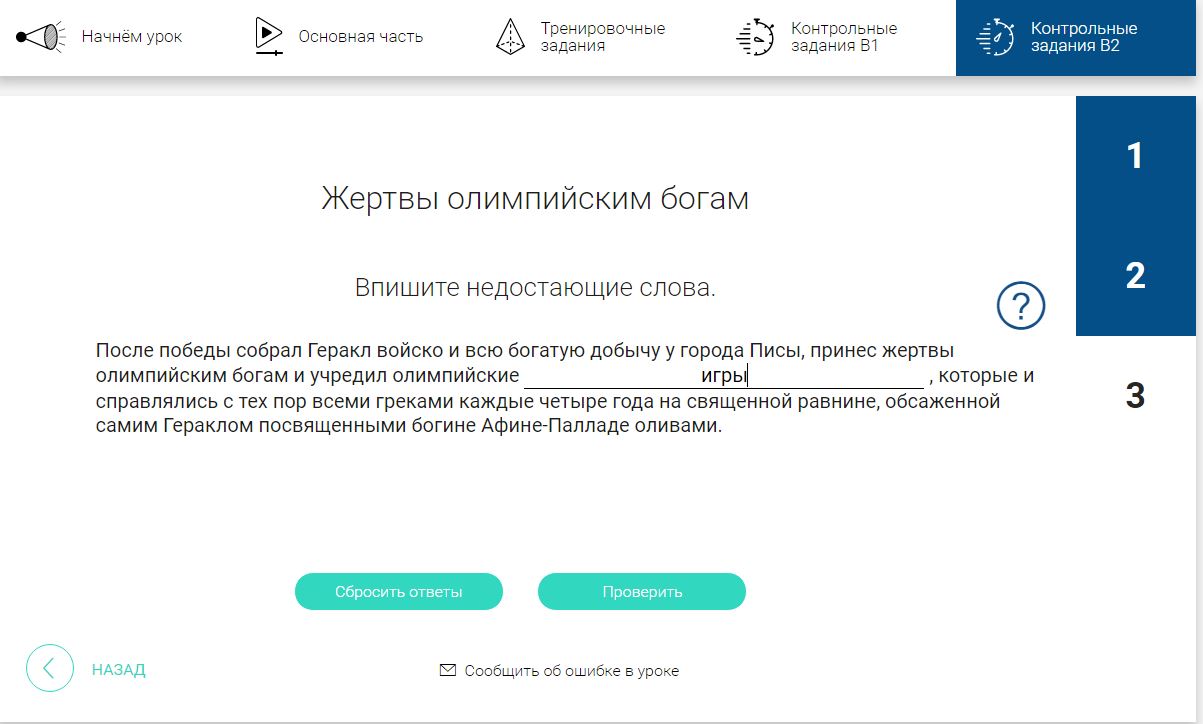 Начнём урок
Основная часть
Тренировочные
задания
Контрольные
задания В1
Контрольные
задания В2
1
2
3
Жертвы олимпийским богам
Впишите недостающие слова.
?
После победы собрал Геракл войско и всю богатую добычу у города Писы, принес жертвы
олимпийским богам и учредил олимпийские игры , которые и
справлялись с тех пор всеми греками каждые четыре года на священной равнине, обсаженной
самим Гераклом посвященными богине Афине-Палладе оливами.
Сбросить ответы
Проверить
НАЗАД
Сообщить об ошибке в уроке